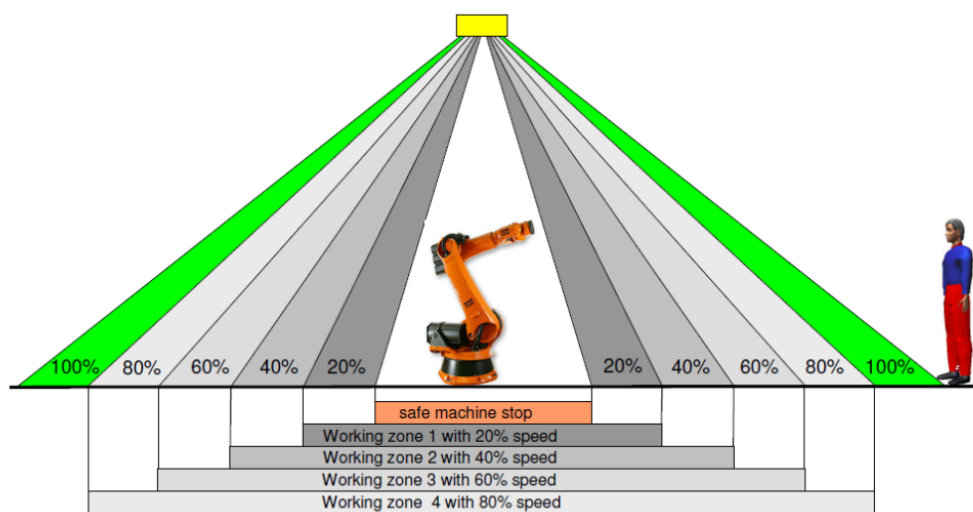 100% 80% 60% 40% 20% 20% 40% 60% 80% 100%
safe machine stop
Working zone 1 with 20% speed
Working zone 2 with 40% speed
Working zone 3 with 60% speed
Working zone 4 with 80% speed